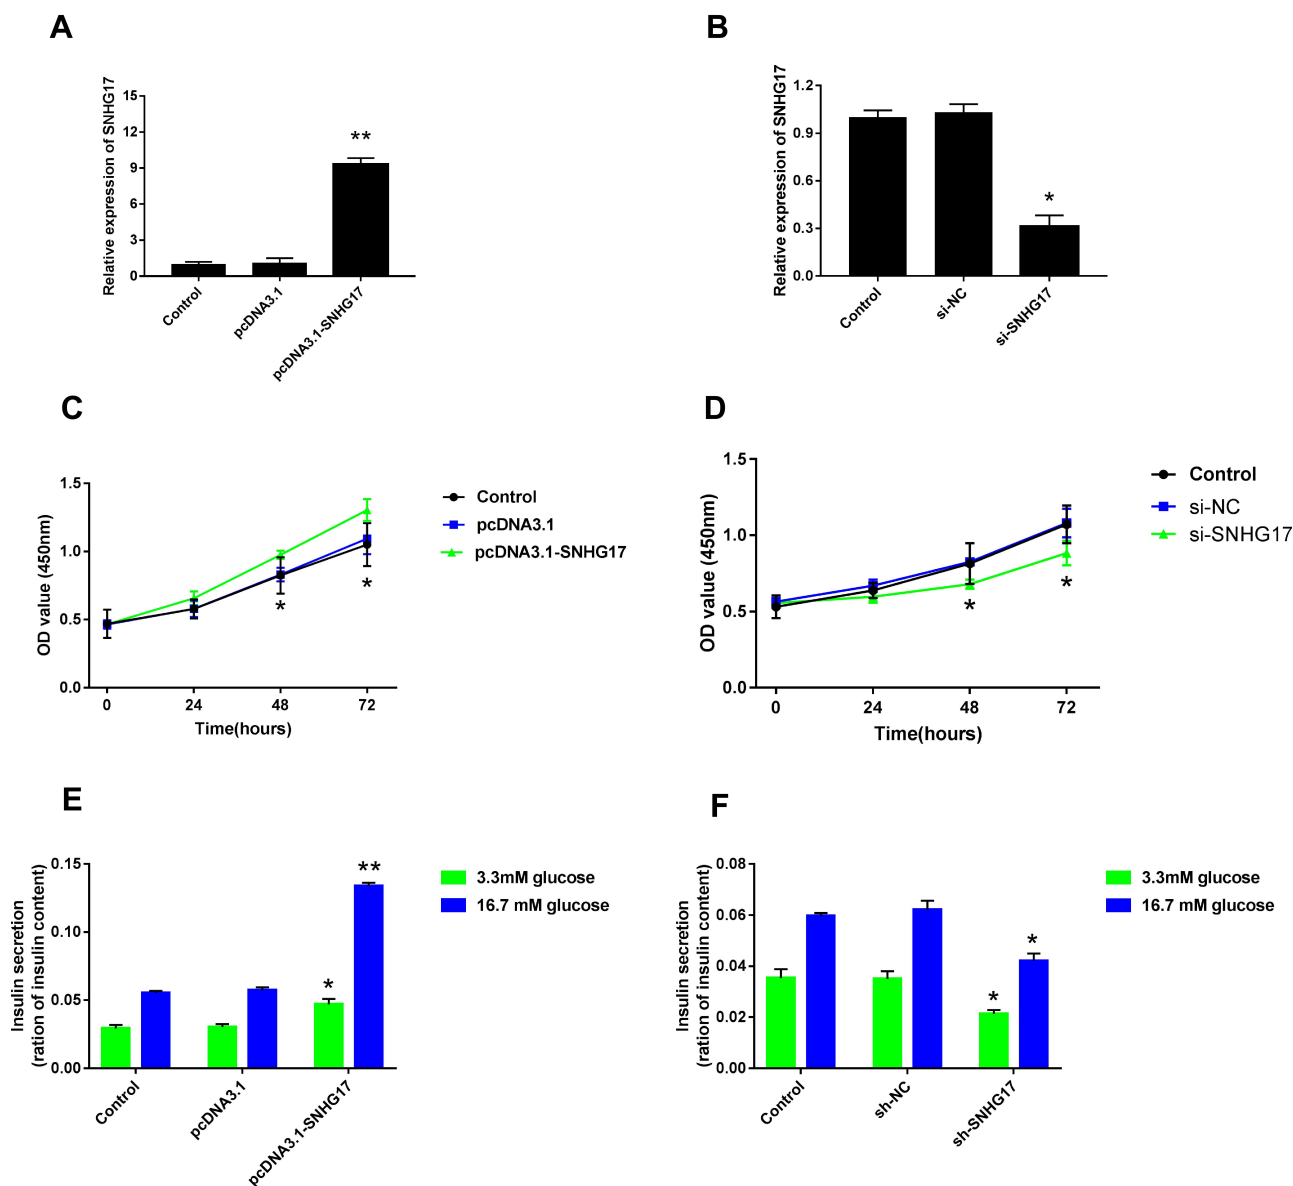 A
Relative expression of SNHG17
15
12
9
6
3
0
**
Control
pcDNA3.1
pcDNA3.1-SNHG17
B
Relative expression of SNHG17
1.2
0.9
0.6
0.3
0.0
*
Control
si-NC
si-SNHG17
C
OD value (450nm)
1.5
1.0
0.5
0.0
*
*
0
24
48
72
Time(hours)
Control
pcDNA3.1
pcDNA3.1-SNHG17
D
OD value (450nm)
1.5
1.0
0.5
0.0
*
*
0
24
48
72
Time(hours)
Control
si-NC
si-SNHG17
E
Insulin secretion
(ration of insulin content)
0.15
0.10
0.05
0.00
*
**
Control
pcDNA3.1
pcDNA3.1-SNHG17
3.3mM glucose
16.7 mM glucose
F
Insulin secretion
(ration of insulin content)
0.08
0.06
0.04
0.02
0.00
*
*
Control
sh-NC
sh-SNHG17
3.3mM glucose
16.7 mM glucose